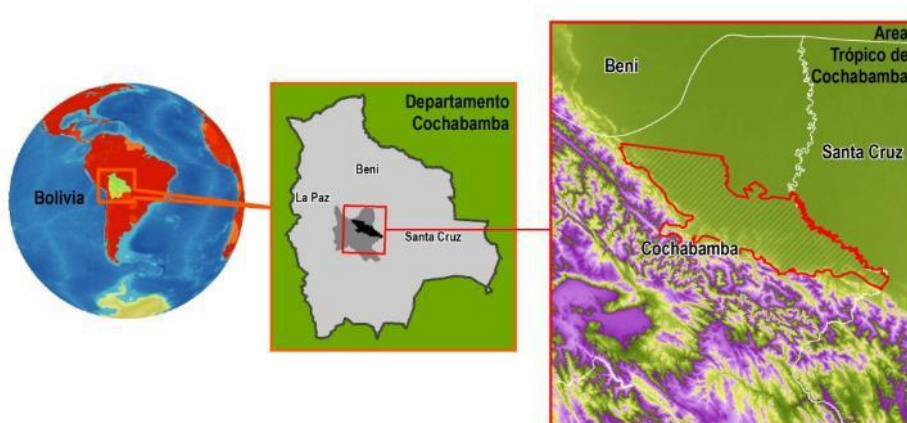 Bolivia
Departamento
Cochabamba
Beni
La Paz
Santa Cruz
Area
Trópico de
Cochabamba
Beni
Santa Cruz
Cochabamba